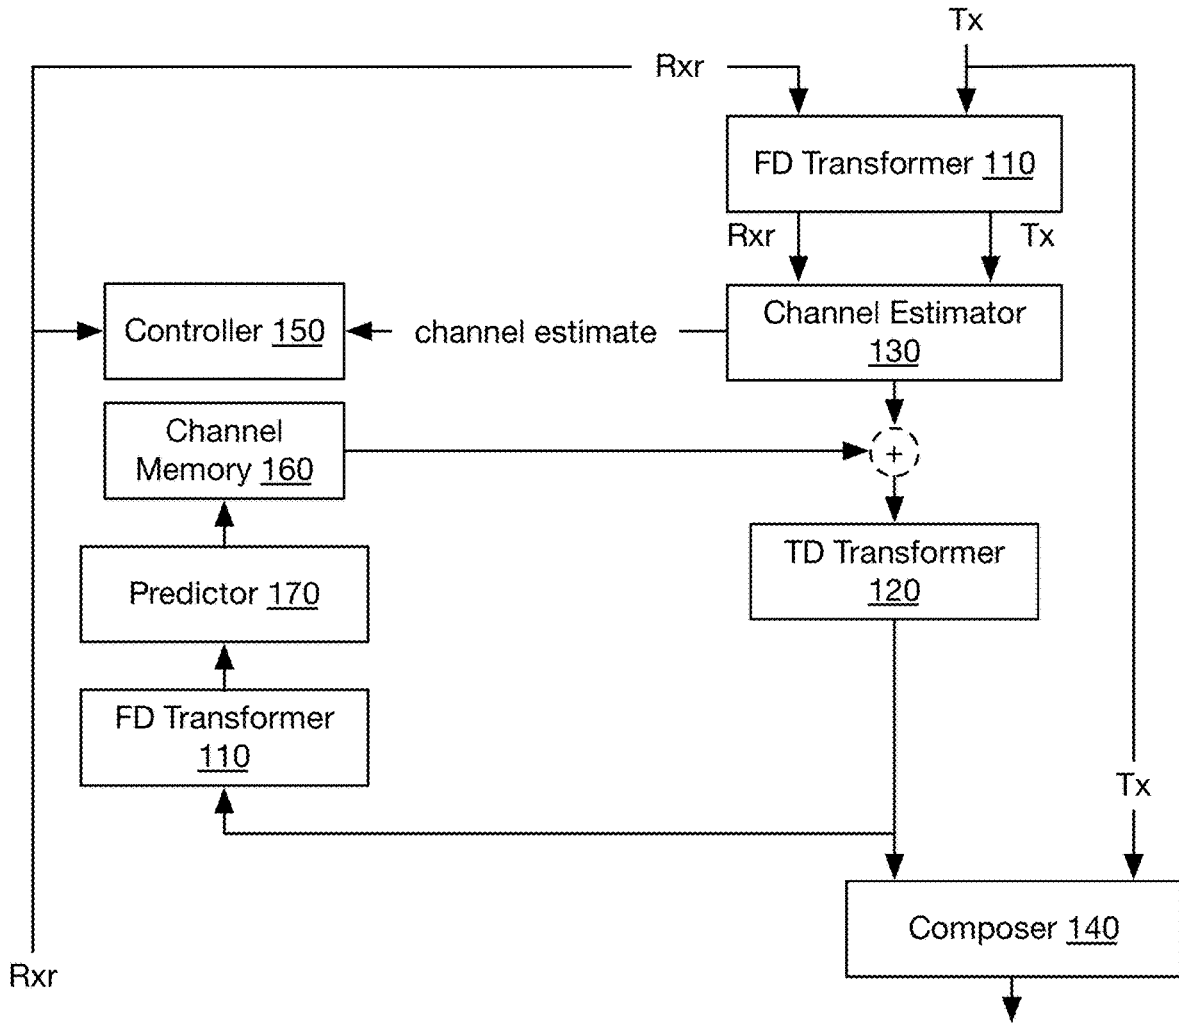 Tx
Rxr
FD Transformer 110
Rxr
Tx
Controller 150
channel estimate
Channel Estimator
130
Channel
Memory 160
+
TD Transformer
120
Predictor 170
FD Transformer
110
Tx
Composer 140
Rxr